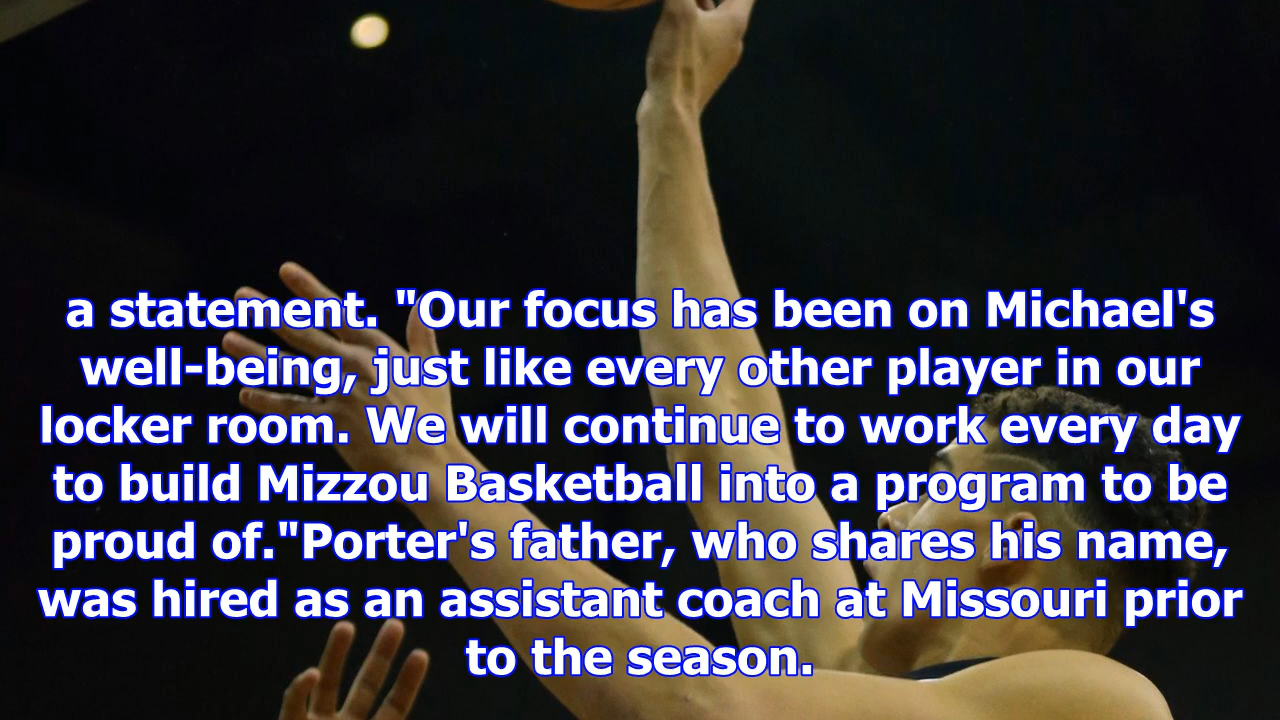 a statement. "Our focus has been on Michael's
well-being, just like every other player in our
locker room. We will continue to work every day
to build Mizzou Basketball into a program to be
proud of."Porter's father, who shares his name,
was hired as an assistant coach at Missouri prior
to the season.